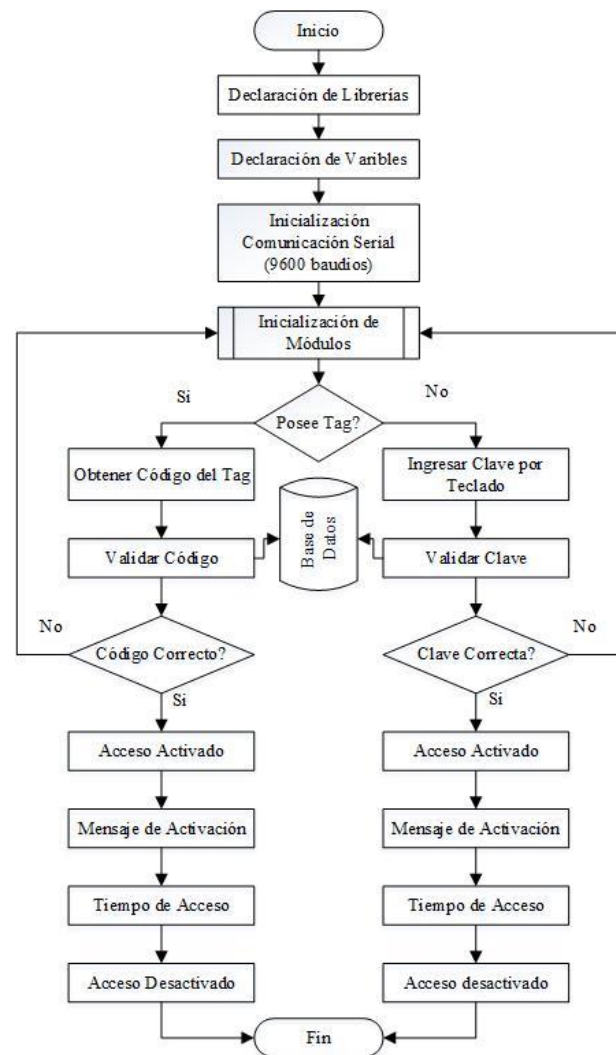 Inicio
Declaración de Librerías
Declaración de Varibles
Inicialización
Comunicación Serial
(9600 baudios)
Inicialización de
Módulos
Si
No
Posee Tag?
Obtener Código del Tag
Ingresar Clave por
Teclado
Base de
Datos
Validar Código
Validar Clave
No
Código Correcto?
Clave Correcta?
No
Si
Si
Acceso Activado
Acceso Activado
Mensaje de Activación
Mensaje de Activación
Tiempo de Acceso
Tiempo de Acceso
Acceso Desactivado
Acceso desactivado
Fin